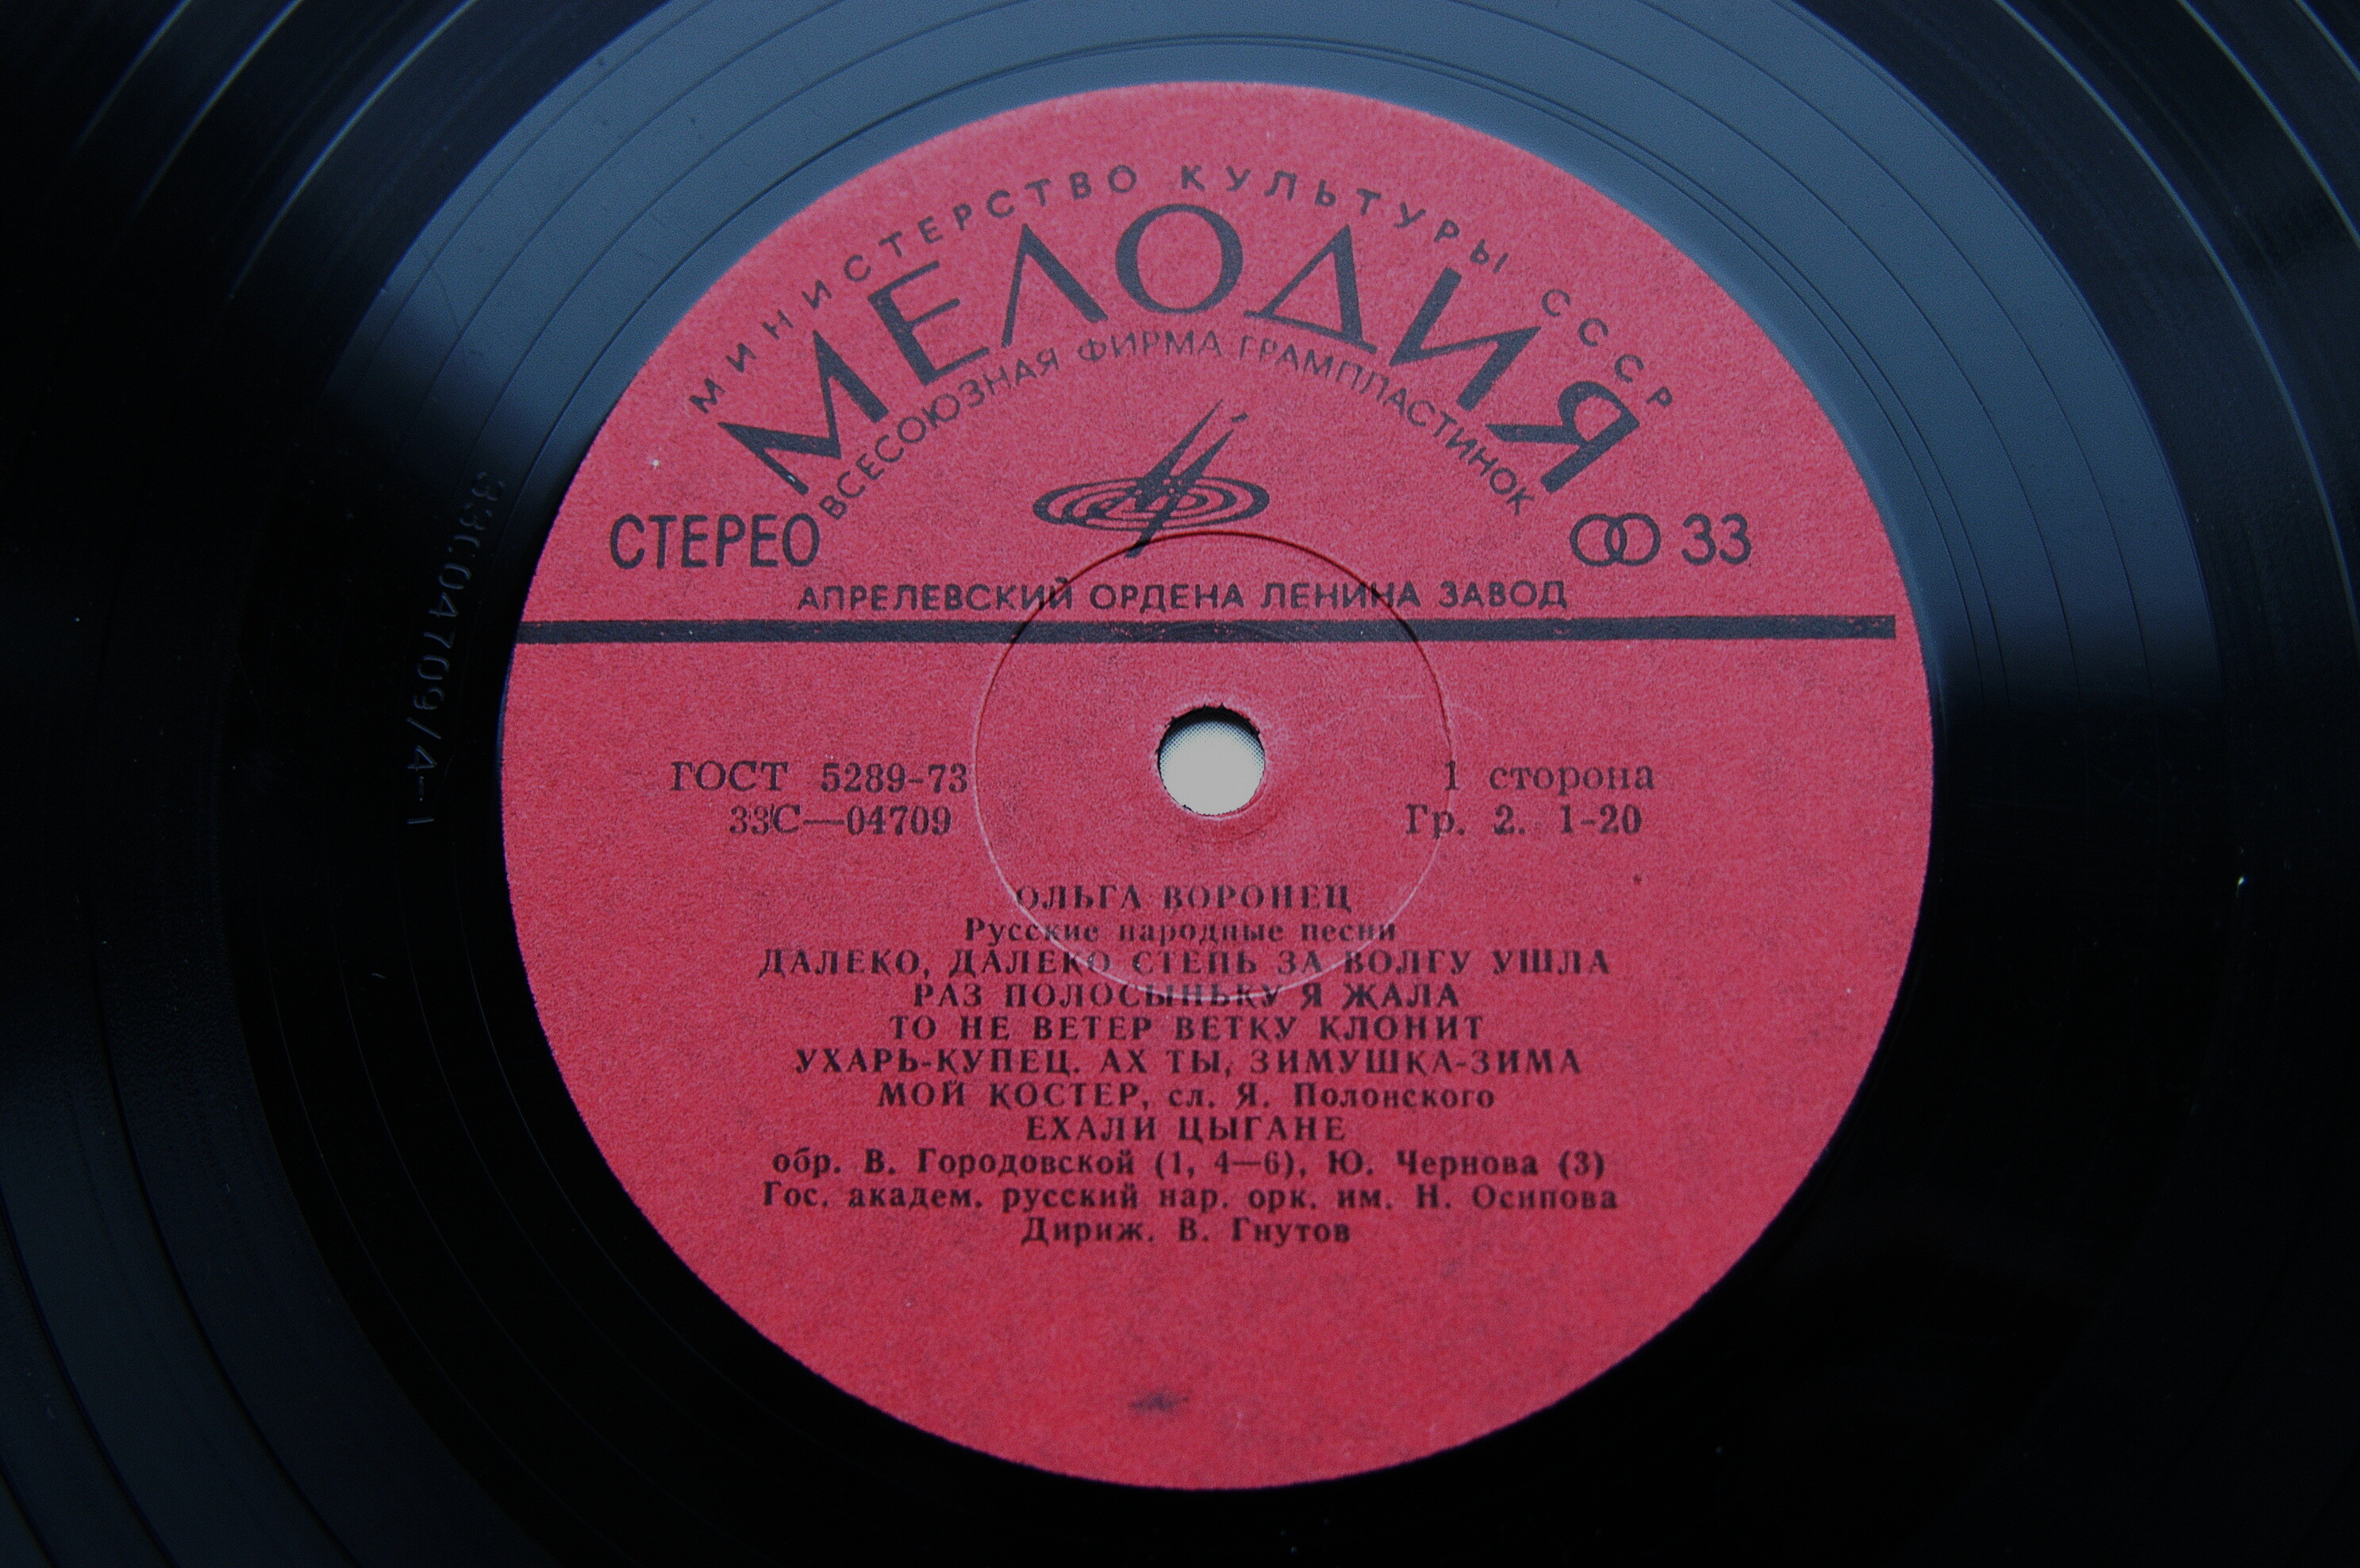 МИНИСТЕРСТВО КУЛЬТУРЫ СССР
МЕЛОДИЯ
ВСЕСОЮЗНАЯ ФИРМА ГРАМПЛАСТИНОК
СТЕРЕО 33
АПРЕЛЕВСКИЙ ОРДЕНА ЛЕНИНА ЗАВОД
ГОСТ 5289-73 1 сторона
33С—04709 Гр. 2. 1-20
ОЛЬГА ВОРОНЕЦ
Русские народные песни
ДАЛЕКО, ДАЛЕКО СТЕПЬ ЗА ВОЛГУ УШЛА
РАЗ ПОЛОСЫНЬКУ Я ЖАЛА
ТО НЕ ВЕТЕР ВЕТКУ КЛОНИТ
УХАРЬ-КУПЕЦ. АХ ТЫ, ЗИМУШКА-ЗИМА
МОЙ КОСТЕР, сл. Я. Полонского
ЕХАЛИ ЦЫГАНЕ
обр. В. Городовской (1, 4—6), Ю. Чернова (3)
Гос. академ. русский нар. орк. им. Н. Осипова
Дириж. В. Гнутов
33C04709/4-1